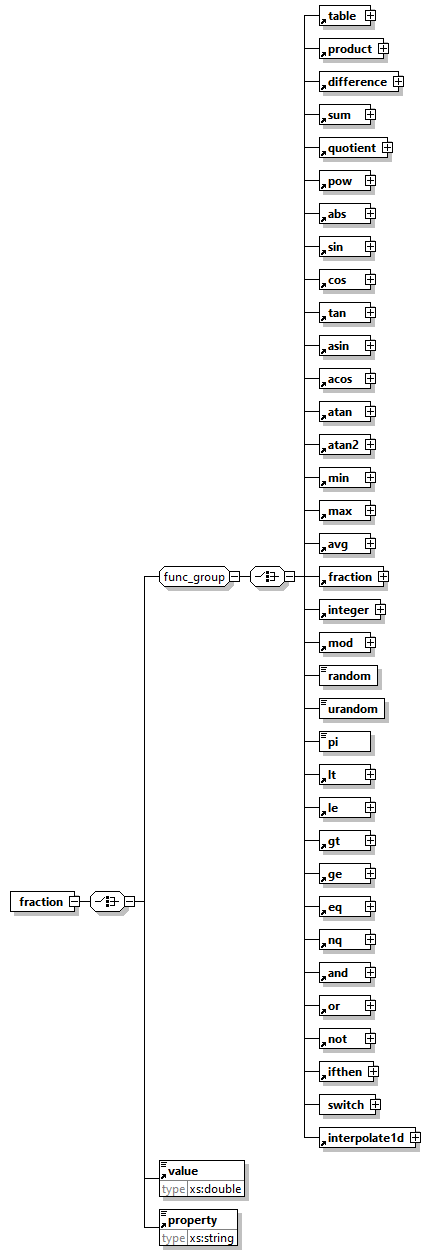 table
product
difference
sum
quotient
pow
abs
sin
cos
tan
asin
acos
atan
atan2
min
max
avg
func_group
fraction
integer
mod
random
urandom
pi
lt
le
gt
ge
fraction
eq
nq
and
or
not
ifthen
switch
interpolate1d
value
type xs:double
property
type xs:string